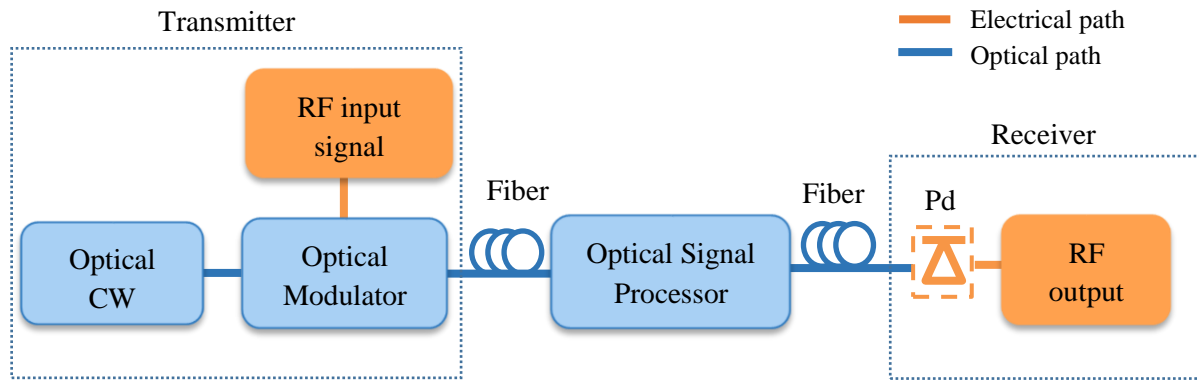 Transmitter
Electrical path
Optical path
RF input
signal
Receiver
Fiber
Fiber
Pd
Optical
CW
Optical
Modulator
Optical Signal
Processor
RF
output